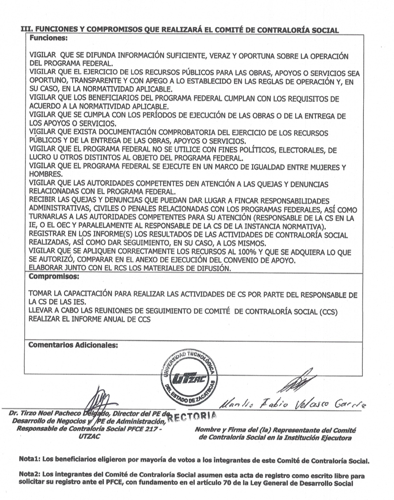 III. FUNCIONES Y COMPROMISOS QUE REALIZARÁ EL COMITÉ DE CONTRALORÍA SOCIAL
Funciones:
VIGILAR QUE SE DIFUNDA INFORMACIÓN SUFICIENTE, VERAZ Y OPORTUNA SOBRE LA OPERACIÓN
DEL PROGRAMA FEDERAL.
VIGILAR QUE EL EJERCICIO DE LOS RECURSOS PÚBLICOS PARA LAS OBRAS, APOYOS O SERVICIOS SEA
OPORTUNO, TRANSPARENTE Y CON APEGO A LO ESTABLECIDO EN LAS REGLAS DE OPERACIÓN Y, EN
SU CASO, EN LA NORMATIVIDAD APLICABLE.
VIGILAR QUE LOS BENEFICIARIOS DEL PROGRAMA FEDERAL CUMPLAN CON LOS REQUISITOS DE
ACUERDO A LA NORMATIVIDAD APLICABLE.
VIGILAR QUE SE CUMPLA CON LOS PERÍODOS DE EJECUCIÓN DE LAS OBRAS O DE LA ENTREGA DE
LOS APOYOS O SERVICIOS.
VIGILAR QUE EXISTA DOCUMENTACIÓN COMPROBATORIA DEL EJERCICIO DE LOS RECURSOS
PÚBLICOS Y DE LA ENTREGA DE LAS OBRAS, APOYOS O SERVICIOS.
VIGILAR QUE EL PROGRAMA FEDERAL NO SE UTILICE CON FINES POLÍTICOS, ELECTORALES, DE
LUCRO U OTROS DISTINTOS AL OBJETO DEL PROGRAMA FEDERAL.
VIGILAR QUE EL PROGRAMA FEDERAL SE EJECUTE EN UN MARCO DE IGUALDAD ENTRE MUJERES Y
HOMBRES.
VIGILAR QUE LAS AUTORIDADES COMPETENTES DEN ATENCIÓN A LAS QUEJAS Y DENUNCIAS
RELACIONADAS CON EL PROGRAMA FEDERAL.
RECIBIR LAS QUEJAS Y DENUNCIAS QUE PUEDAN DAR LUGAR A FINCAR RESPONSABILIDADES
ADMINISTRATIVAS, CIVILES O PENALES RELACIONADAS CON LOS PROGRAMAS FEDERALES, ASÍ COMO
TURNARLAS A LAS AUTORIDADES COMPETENTES PARA SU ATENCIÓN (RESPONSABLE DE LA CS EN LA
IE, O EL OEC Y PARALELAMENTE AL RESPONSABLE DE LA CS DE LA INSTANCIA NORMATIVA).
REGISTRAR EN LOS INFORME(S) LOS RESULTADOS DE LAS ACTIVIDADES DE CONTRALORÍA SOCIAL
REALIZADAS, ASÍ COMO DAR SEGUIMIENTO, EN SU CASO, A LOS MISMOS.
VIGILAR QUE SE APLIQUEN CORRECTAMENTE LOS RECURSOS AL 100% Y QUE SE ADQUIERA LO QUE
SE AUTORIZÓ, COMPARAR EN EL ANEXO DE EJECUCIÓN DEL CONVENIO DE APOYO.
ELABORAR JUNTO CON EL RCS LOS MATERIALES DE DIFUSIÓN.
Compromisos:
TOMAR LA CAPACITACIÓN PARA REALIZAR LAS ACTIVIDADES DE CS POR PARTE DEL RESPONSABLE DE
LA CS DE LAS IES.
LLEVAR A CABO LAS REUNIONES DE SEGUIMIENTO DE COMITÉ DE CONTRALORÍA SOCIAL (CCS)
REALIZAR EL INFORME ANUAL DE CCS
Comentarios Adicionales:
UNIVERSIDAD TECNOLÓGICA
UTZAC
DEL ESTADO DE ZACATECAS
RECTORIA
Manlio Fabio Velasco García
Dr. Tirzo Noel Pacheco Delgado, Director del PE de
Desarrollo de Negocios y PE de Administración,
Responsable de Contraloría Social PFCE 217 -
UTZAC
Nombre y Firma del (la) Representante del Comité
de Contraloría Social en la Institución Ejecutora
Nota1: Los beneficiarios eligieron por mayoría de votos a los integrantes de este Comité de Contraloría Social.
Nota2: Los integrantes del Comité de Contraloría Social asumen esta acta de registro como escrito libre para
solicitar su registro ante el PFCE, con fundamento en el artículo 70 de la Ley General de Desarrollo Social